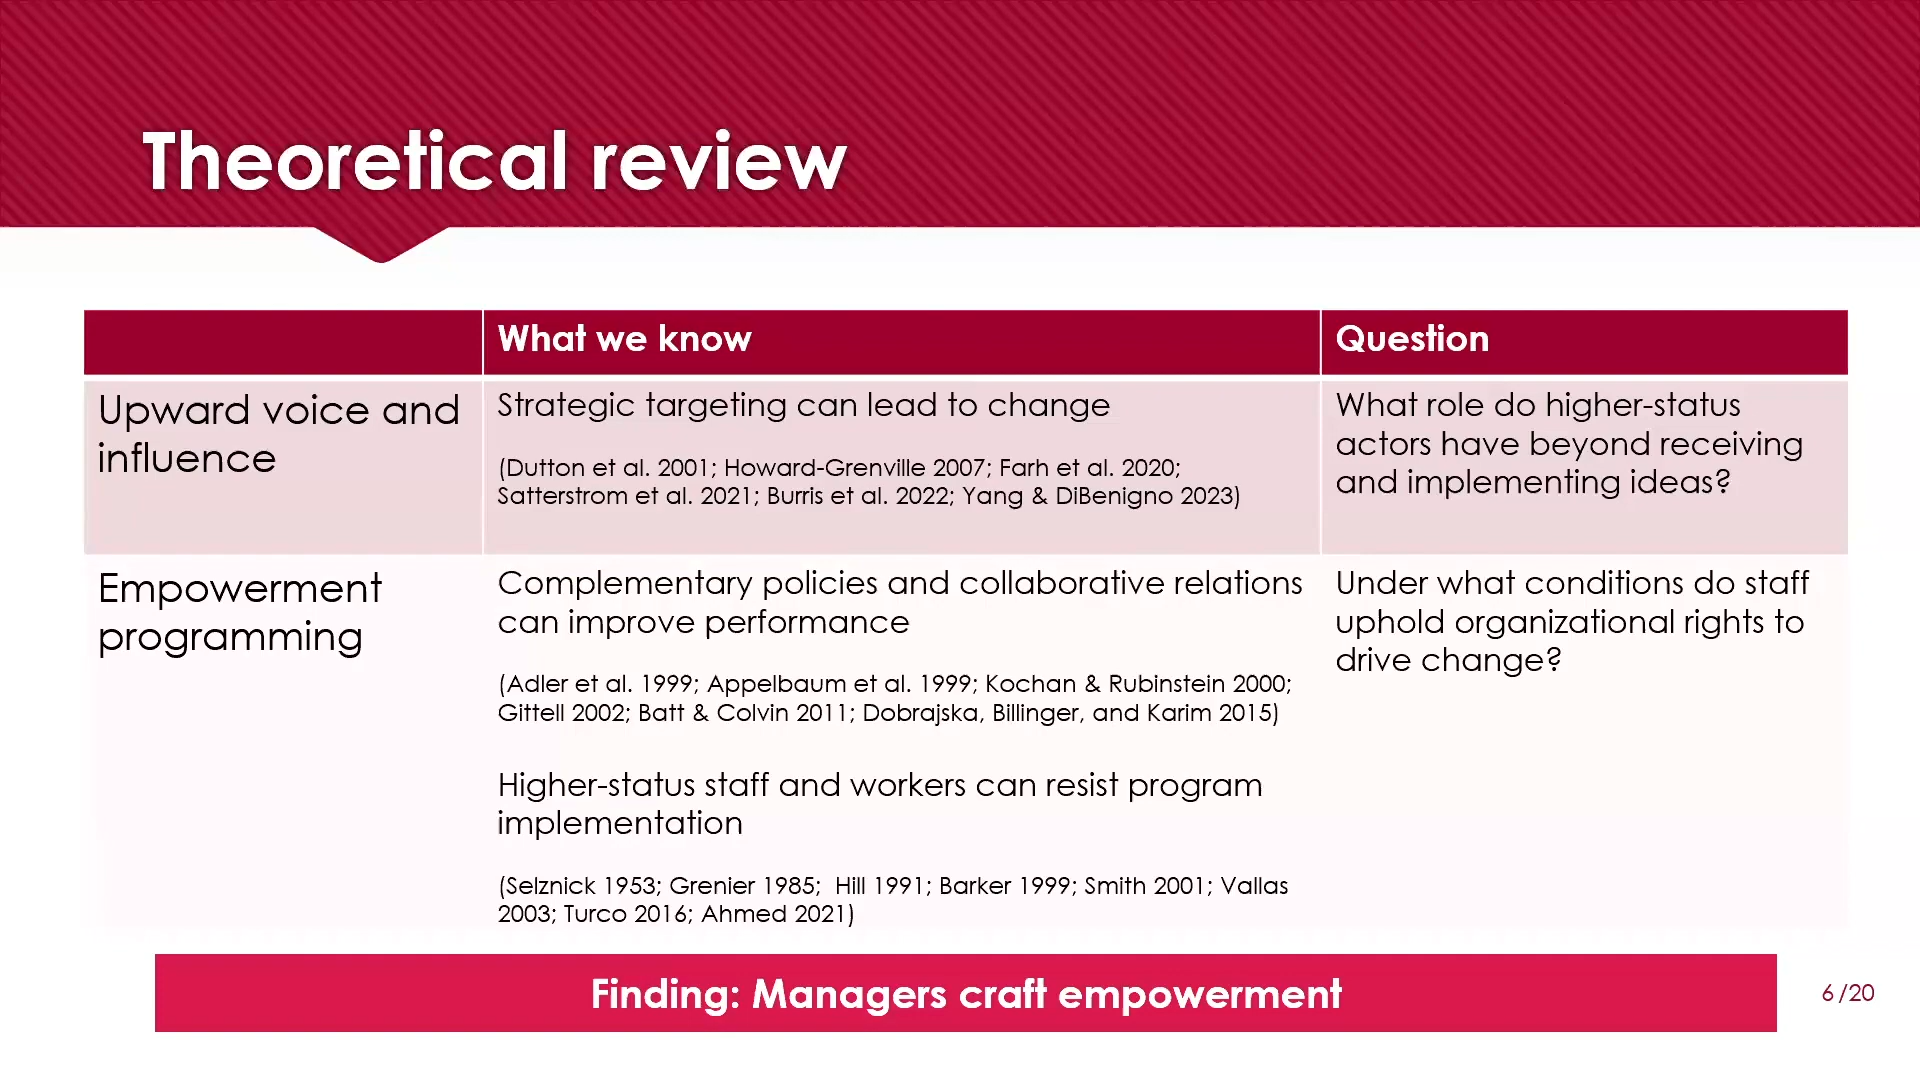 Theoretical review
What we know
Question
Upward voice and
influence
Strategic targeting can lead to change
(Dutton et al. 2001; Howard-Grenville 2007; Farh et al. 2020;
Satterstrom et al. 2021; Burris et al. 2022; Yang & DiBenigno 2023)
What role do higher-status
actors have beyond receiving
and implementing ideas?
Empowerment
programming
Complementary policies and collaborative relations
can improve performance
(Adler et al. 1999; Appelbaum et al. 1999; Kochan & Rubinstein 2000;
Gittell 2002; Batt & Colvin 2011; Dobrajska, Billinger, and Karim 2015)
Higher-status staff and workers can resist program
implementation
(Selznick 1953; Grenier 1985;  Hill 1991; Barker 1999; Smith 2001; Vallas
2003; Turco 2016; Ahmed 2021)
Under what conditions do staff
uphold organizational rights to
drive change?
Finding: Managers craft empowerment
6/20